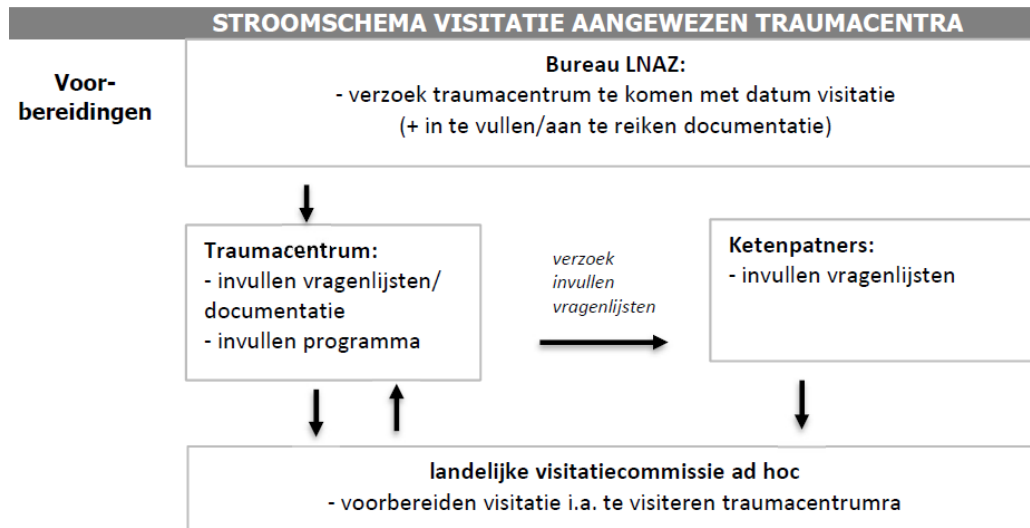 STROOMSCHEMA VISITATIE AANGEWEZEN TRAUMACENTRA
Voor-
bereidingen
Bureau LNAZ:
- verzoek traumacentrum te komen met datum visitatie
(+ in te vullen/aan te reiken documentatie)
Traumacentrum:
- invullen vragenlijsten/
documentatie
- invullen programma
verzoek
invullen
vragenlijsten
Ketenpatners:
- invullen vragenlijsten
landelijke visitatiecommissie ad hoc
- voorbereiden visitatie i.a. te visiteren traumacentrumra